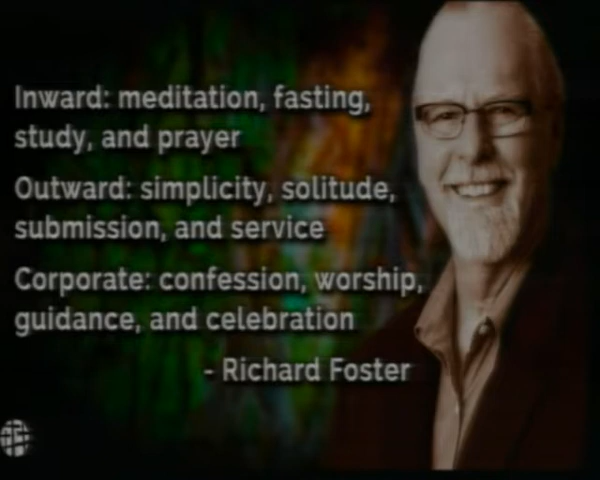 Inward: meditation, fasting,
study, and prayer
Outward: simplicity, solitude,
submission, and service
Corporate: confession, worship,
guidance, and celebration
- Richard Foster